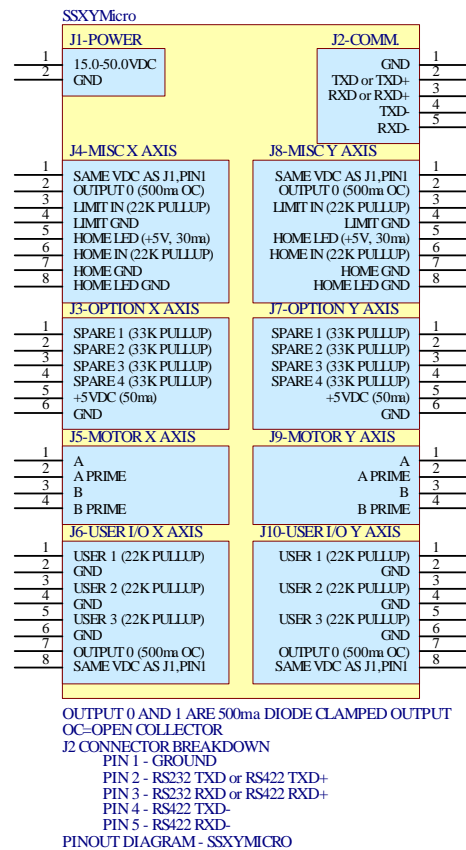 SSXYMicro
J1-POWER
1 15.0-50.0VDC
2 GND
J2-COMM.
GND 1
TXD or TXD+ 2
RXD or RXD+ 3
TXD- 4
RXD- 5
J4-MISC X AXIS
1 SAME VDC AS J1,PIN1
2 OUTPUT 0 (500ma OC)
3 LIMIT IN (22K PULLUP)
4 LIMIT GND
5 HOME LED (+5V, 30ma)
6 HOME IN (22K PULLUP)
7 HOME GND
8 HOME LED GND
J8-MISC Y AXIS
SAME VDC AS J1,PIN1 1
OUTPUT 0 (500ma OC) 2
LIMIT IN (22K PULLUP) 3
LIMIT GND 4
HOME LED (+5V, 30ma) 5
HOME IN (22K PULLUP) 6
HOME GND 7
HOME LED GND 8
J3-OPTION X AXIS
1 SPARE 1 (33K PULLUP)
2 SPARE 2 (33K PULLUP)
3 SPARE 3 (33K PULLUP)
4 SPARE 4 (33K PULLUP)
5 +5VDC (50ma)
6 GND
J7-OPTION Y AXIS
SPARE 1 (33K PULLUP) 1
SPARE 2 (33K PULLUP) 2
SPARE 3 (33K PULLUP) 3
SPARE 4 (33K PULLUP) 4
+5VDC (50ma) 5
GND 6
J5-MOTOR X AXIS
1 A
2 A PRIME
3 B
4 B PRIME
J9-MOTOR Y AXIS
A 1
A PRIME 2
B 3
B PRIME 4
J6-USER I/O X AXIS
1 USER 1 (22K PULLUP)
2 GND
3 USER 2 (22K PULLUP)
4 GND
5 USER 3 (22K PULLUP)
6 GND
7 OUTPUT 0 (500ma OC)
8 SAME VDC AS J1,PIN1
J10-USER I/O Y AXIS
USER 1 (22K PULLUP) 1
GND 2
USER 2 (22K PULLUP) 3
GND 4
USER 3 (22K PULLUP) 5
GND 6
OUTPUT 0 (500ma OC) 7
SAME VDC AS J1,PIN1 8
OUTPUT 0 AND 1 ARE 500ma DIODE CLAMPED OUTPUT
OC=OPEN COLLECTOR
J2 CONNECTOR BREAKDOWN
PIN 1 - GROUND
PIN 2 - RS232 TXD or RS422 TXD+
PIN 3 - RS232 RXD or RS422 RXD+
PIN 4 - RS422 TXD-
PIN 5 - RS422 RXD-
PINOUT DIAGRAM - SSXYMICRO